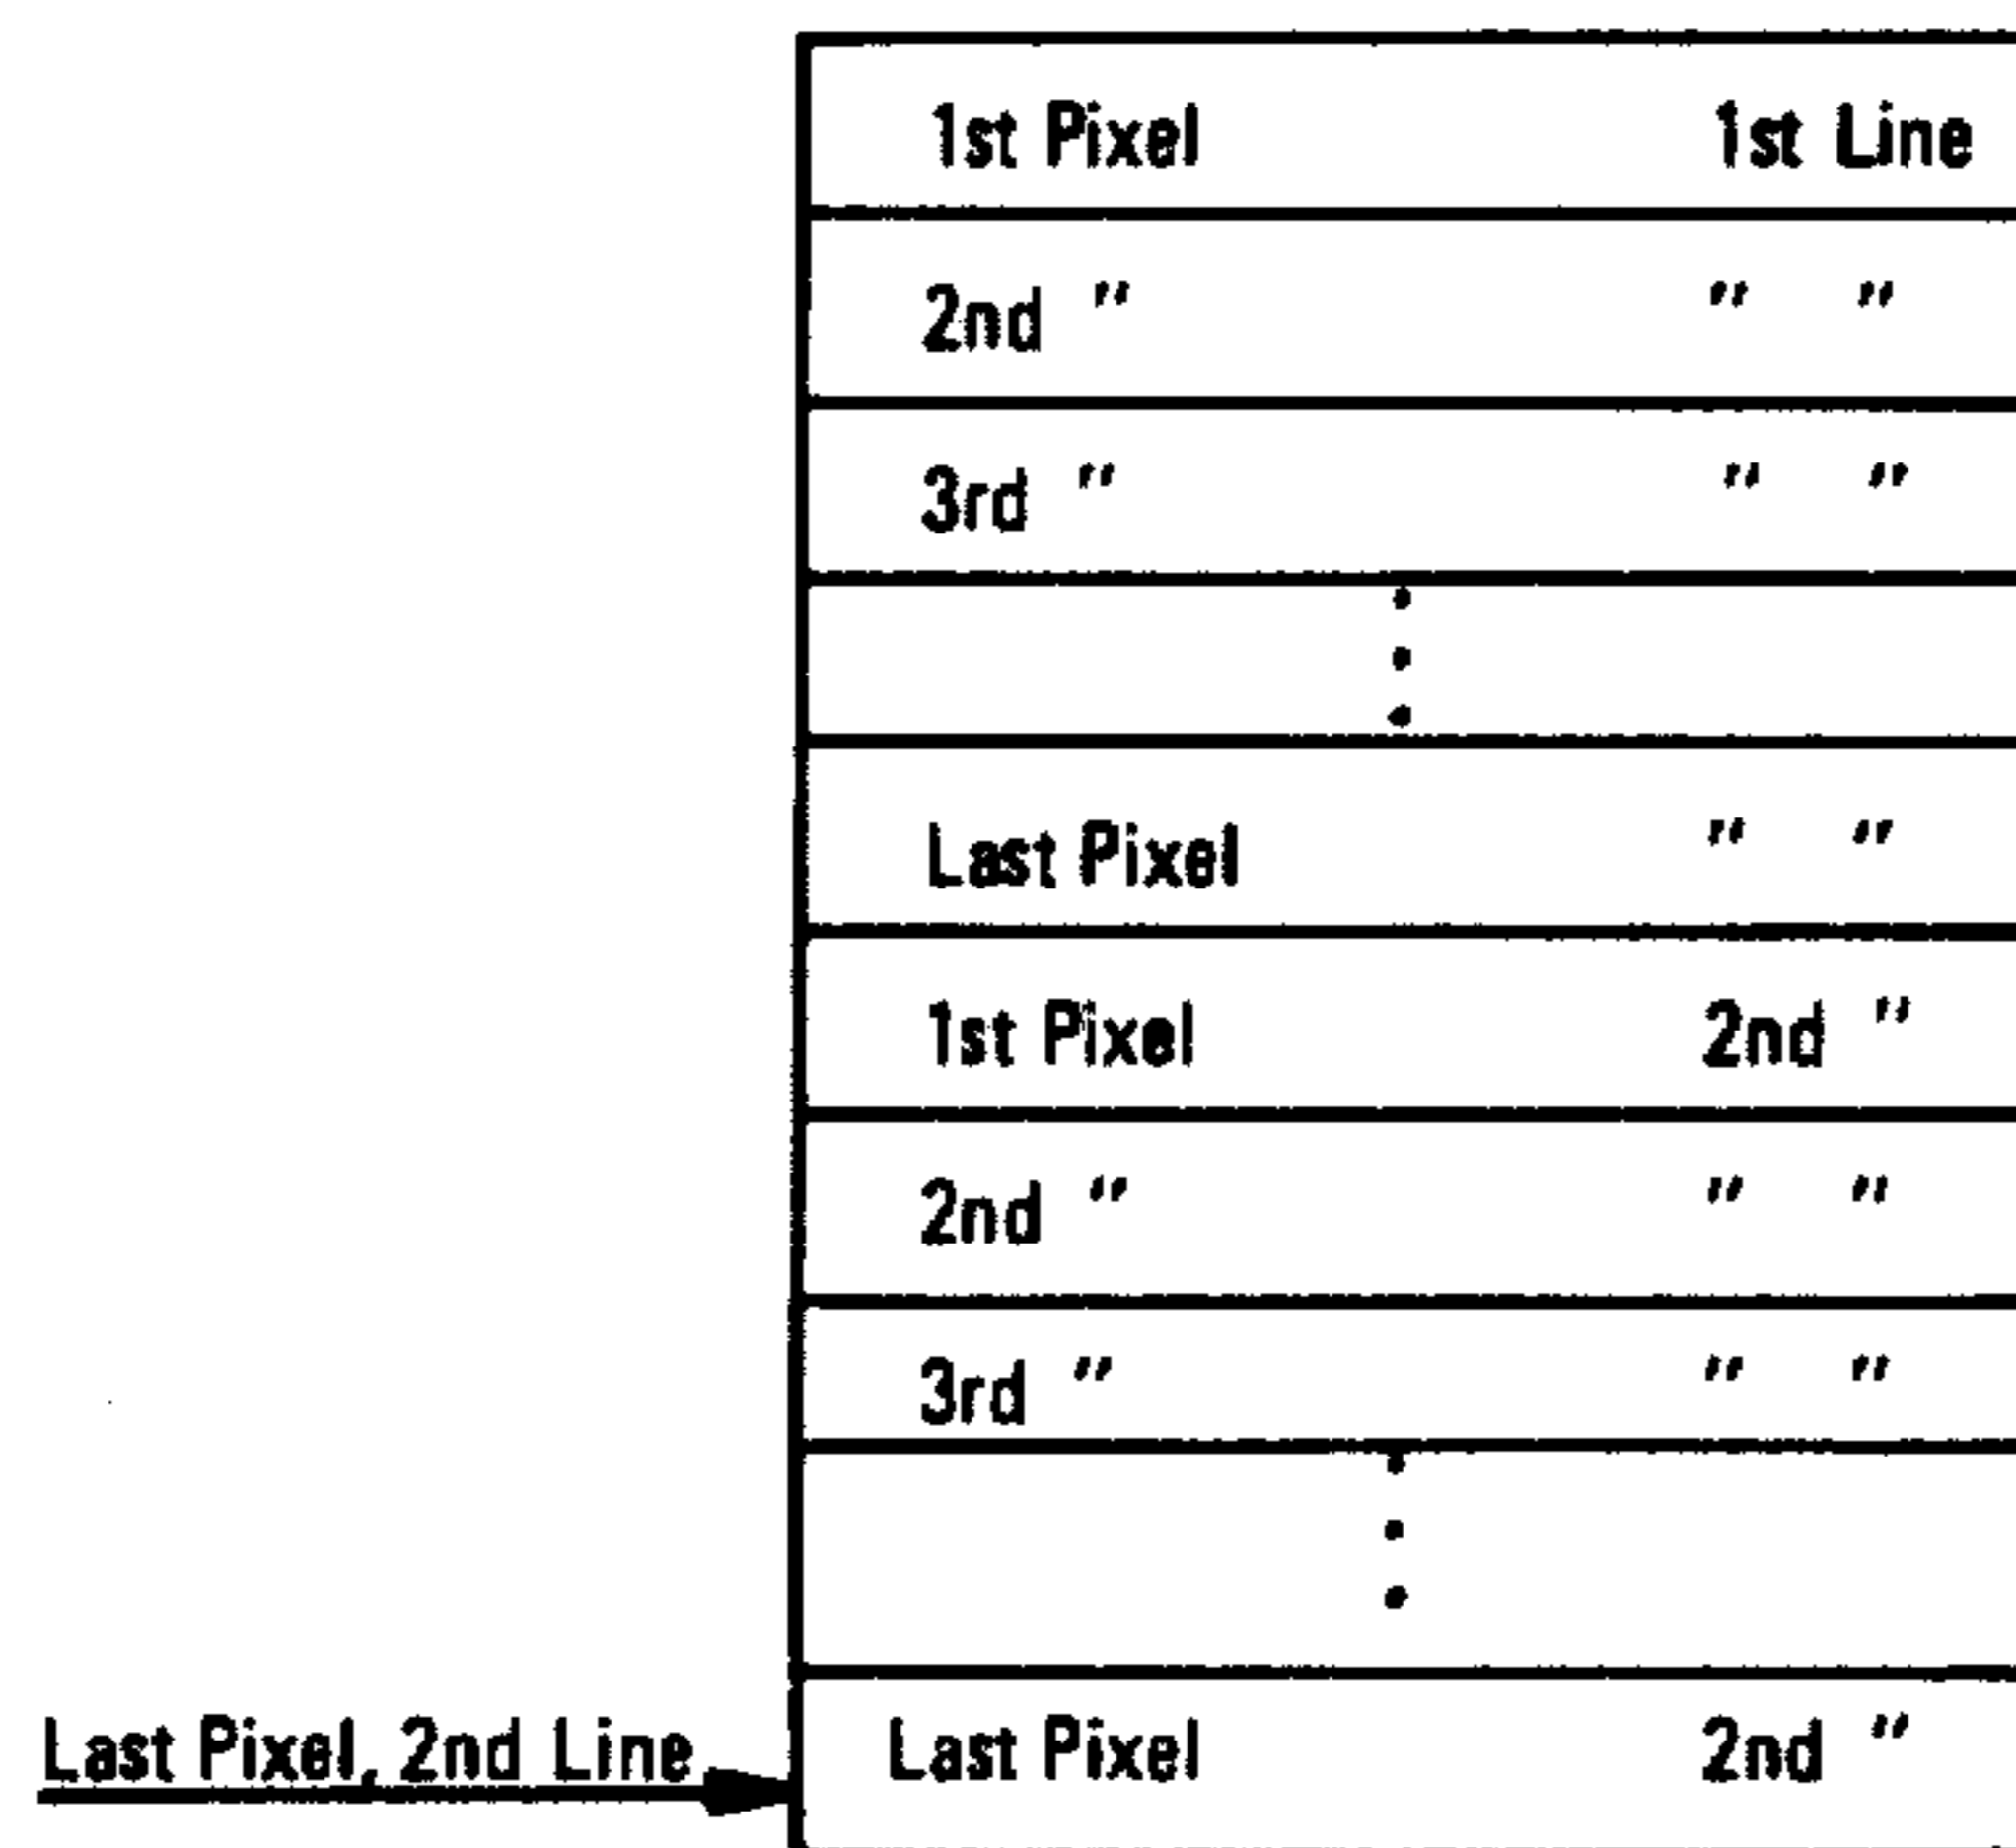 1st Pixel 1st Line
2nd " " "
3rd " " "
Last Pixel " "
1st Pixel 2nd "
2nd " " "
3rd " " "
Last Pixel, 2nd Line Last Pixel 2nd "